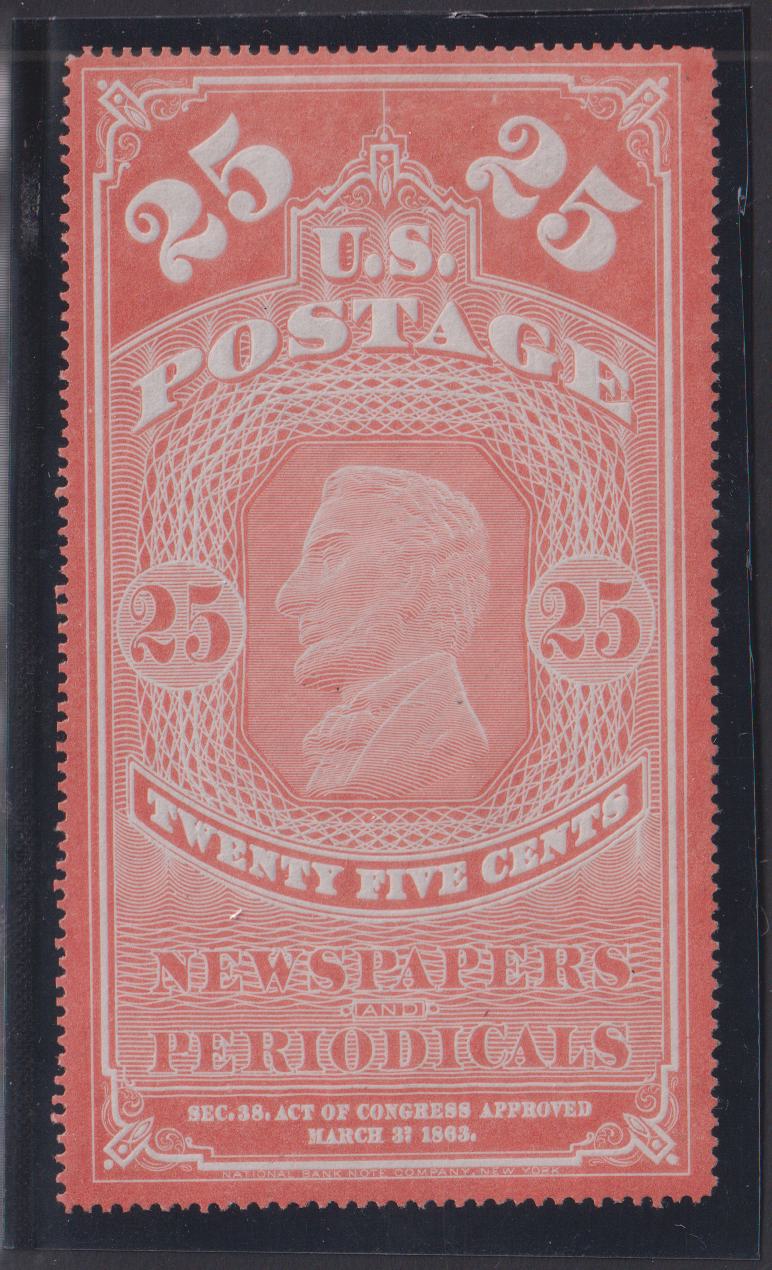 25 25
U.S.
POSTAGE
25 25
TWENTY FIVE CENTS
NEWSPAPERS
AND
PERIODICALS
SEC. 38. ACT OF CONGRESS APPROVED
MARCH 3D 1863.
NATIONAL BANK NOTE COMPANY. NEW YORK